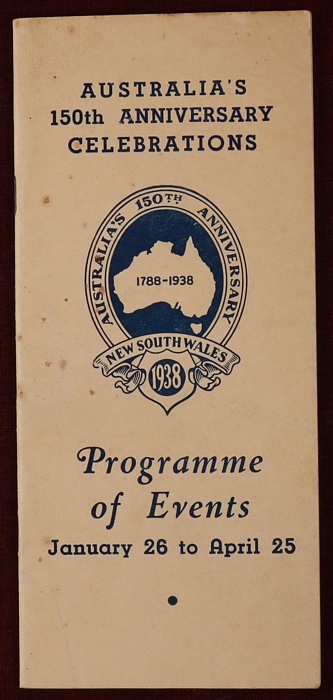 AUSTRALIA'S
150th ANNIVERSARY
CELEBRATIONS
AUSTRALIA'S 150TH ANNIVERSARY
1788-1938
NEW SOUTH WALES
1938
Programme
of Events
January 26 to April 25